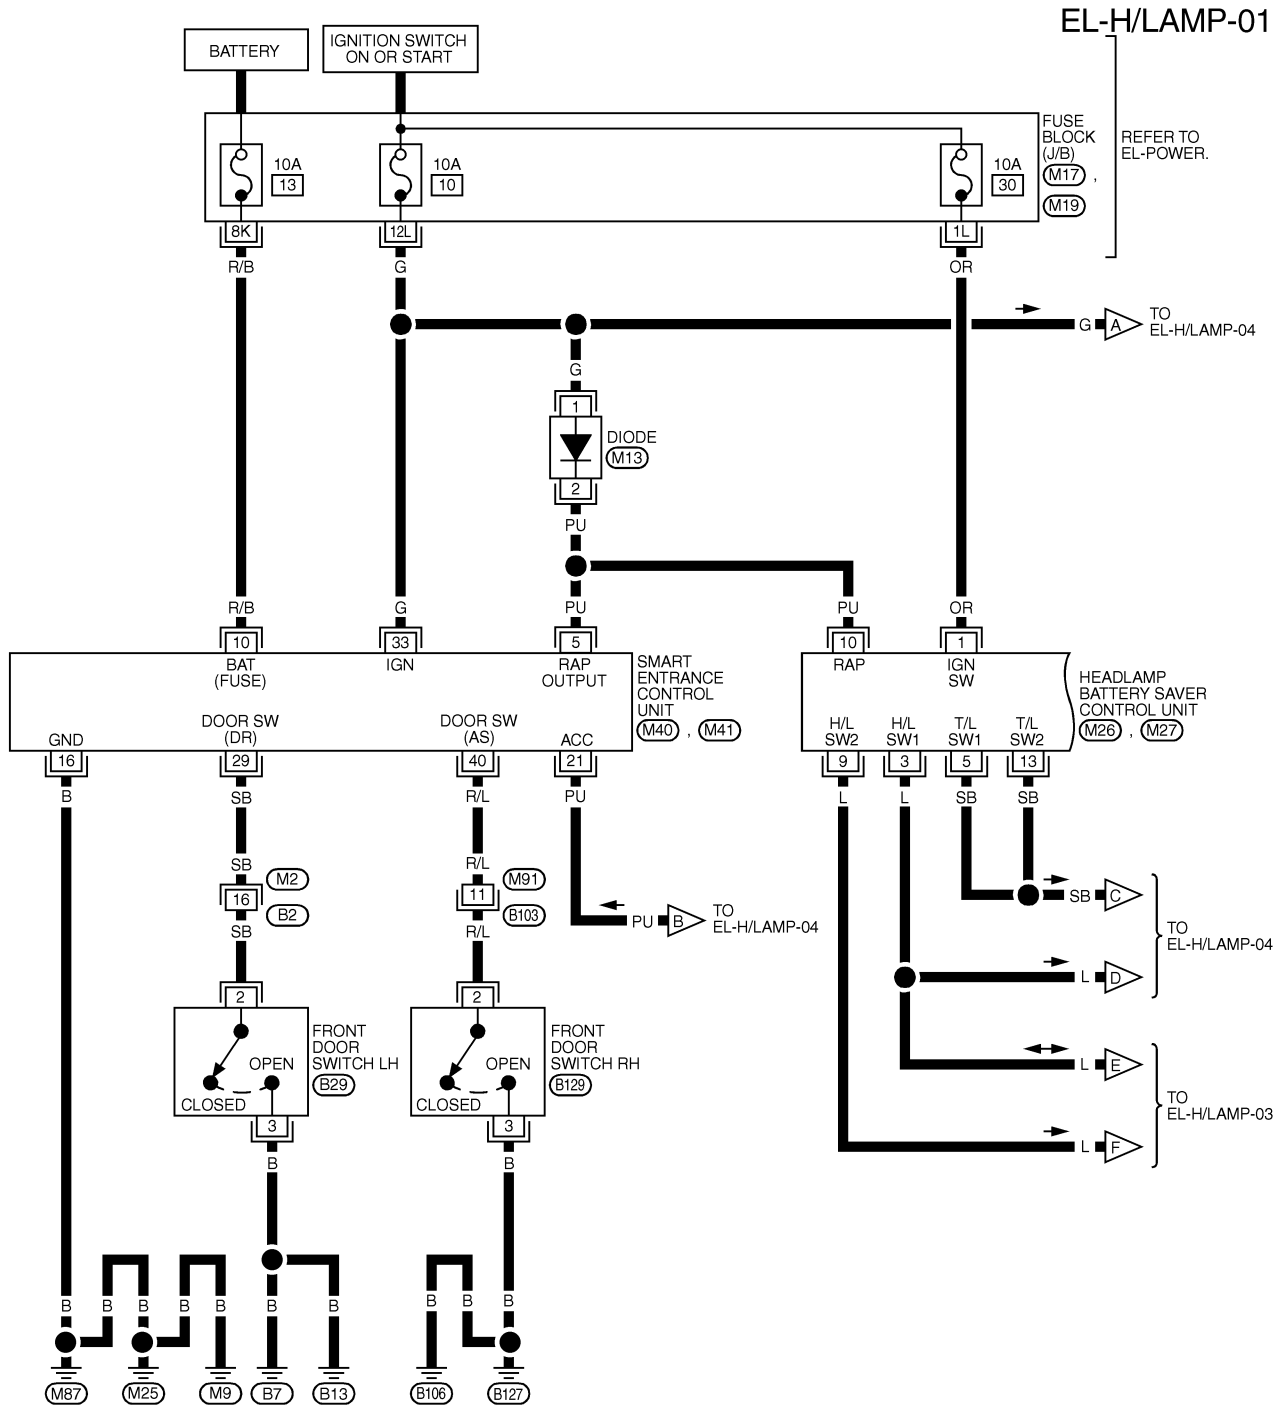 EL-H/LAMP-01
BATTERY
IGNITION SWITCH
ON OR START
FUSE
BLOCK
(J/B)
M17 ,
M19
REFER TO
EL-POWER.
10A
13
10A
10
10A
30
8K
12L
1L
R/B
G
OR
G
A
TO
EL-H/LAMP-04
G
1
DIODE
M13
2
PU
R/B
G
PU
PU
OR
10
33
5
10
1
BAT
(FUSE)
IGN
RAP
OUTPUT
SMART
ENTRANCE
CONTROL
UNIT
M40 , M41
RAP
IGN
SW
HEADLAMP
BATTERY SAVER
CONTROL UNIT
M26 , M27
GND
DOOR SW
(DR)
DOOR SW
(AS)
ACC
H/L
SW2
H/L
SW1
T/L
SW1
T/L
SW2
16
29
40
21
9
3
5
13
B
SB
R/L
PU
L
L
SB
SB
SB
R/L
16
M2
B2
11
M91
B103
SB
R/L
PU
B
TO
EL-H/LAMP-04
SB
C
L
D
TO
EL-H/LAMP-04
L
E
L
F
TO
EL-H/LAMP-03
2
OPEN
CLOSED
FRONT
DOOR
SWITCH LH
B29
3
2
OPEN
CLOSED
FRONT
DOOR
SWITCH RH
B129
3
B
B
B
B
B
B
B
B
B
B
B
B
M87
M25
M9
B7
B13
B106
B127